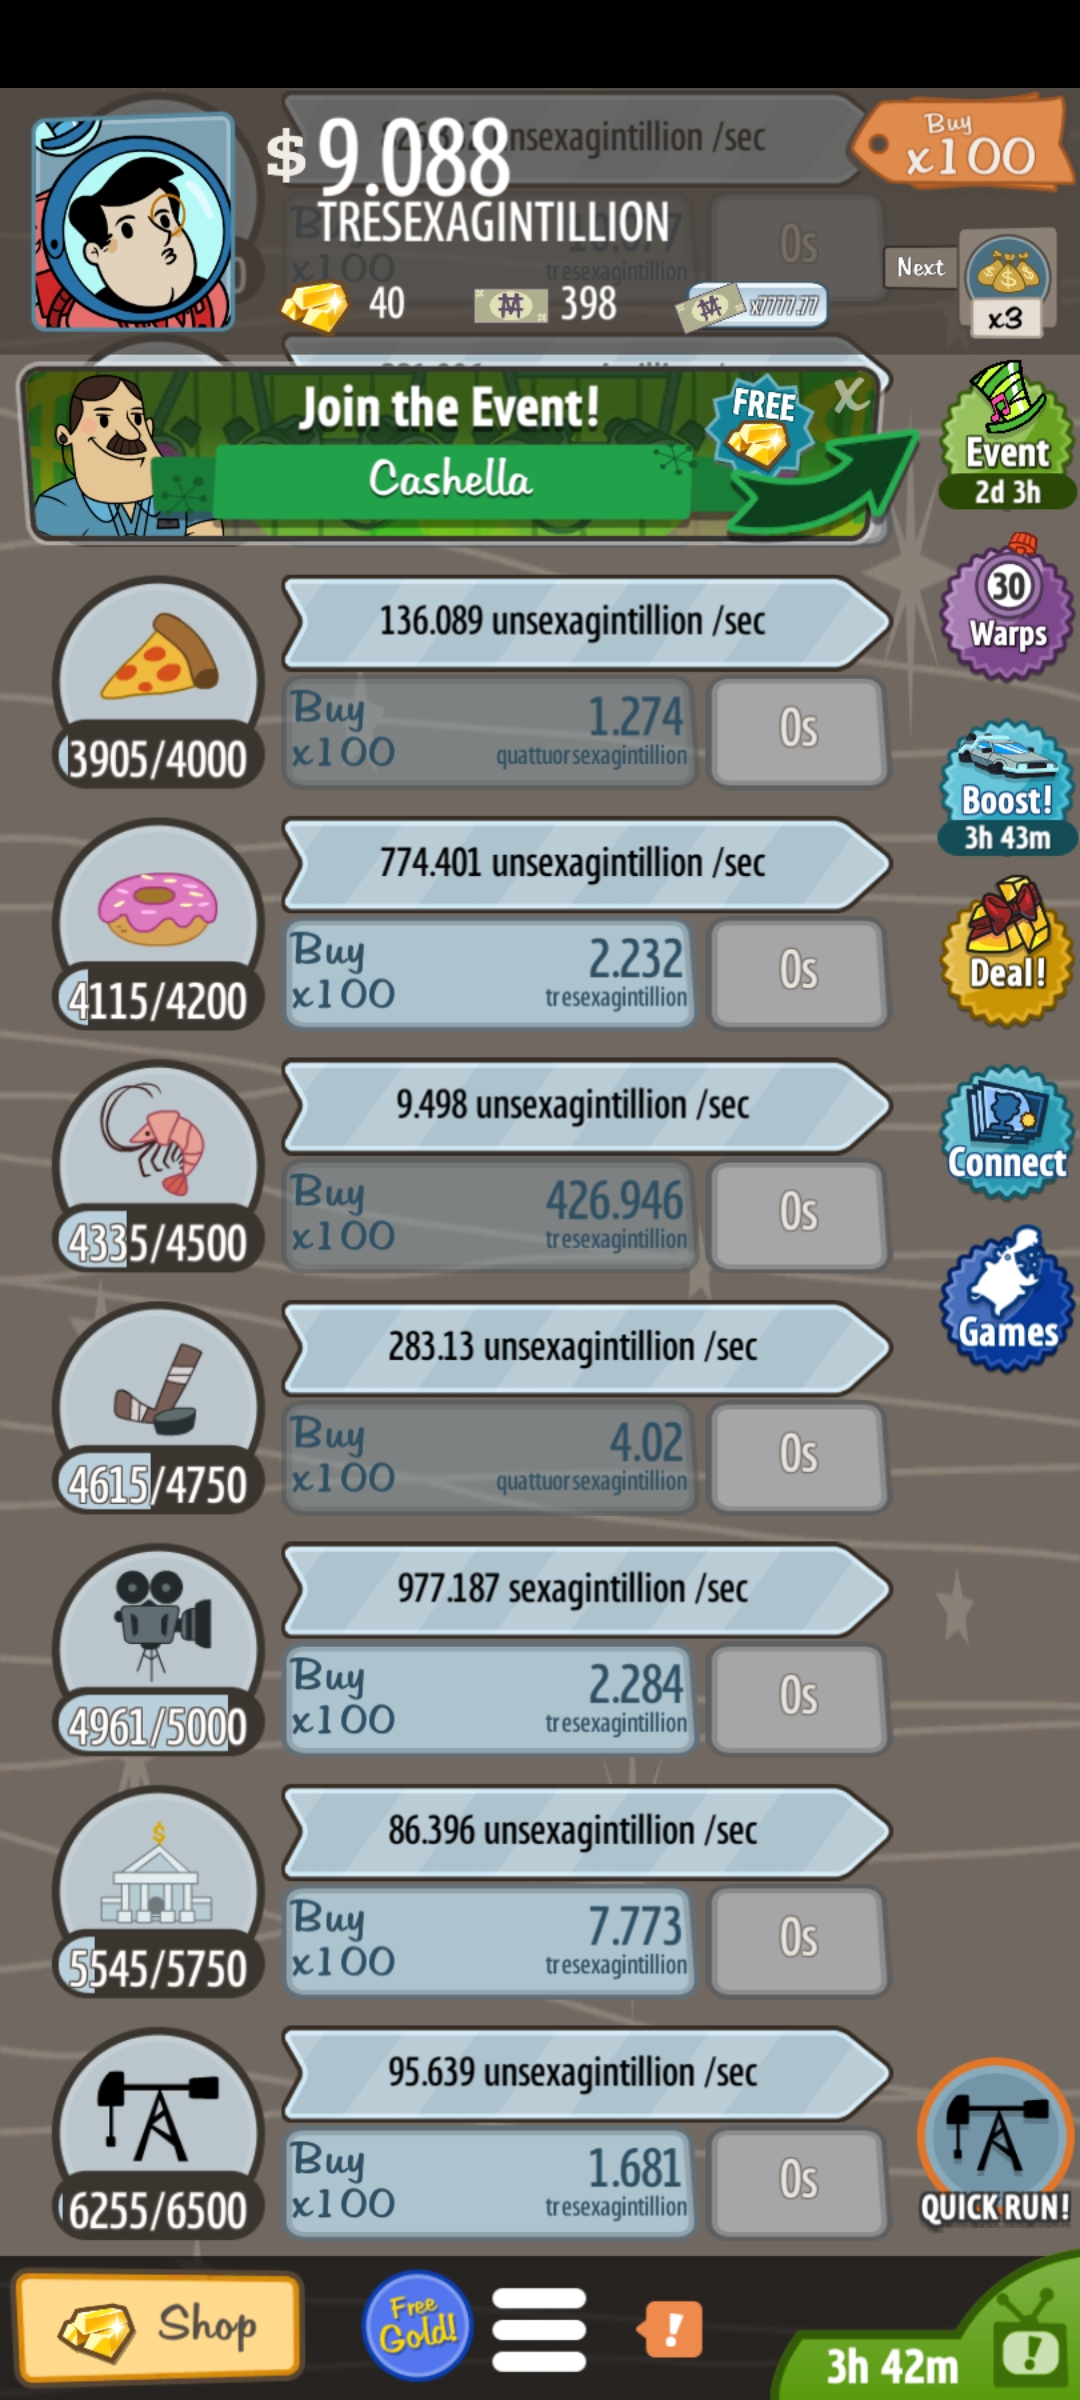 $ 9.088
TRESEXAGINTILLION
unsexagintillion /sec
Buy
x100
Buy
x100
tresexagintillion
0s
40
398
x7777.77
Next
x3
Join the Event!
FREE
X
Cashella
Event
2d 3h
136.089 unsexagintillion /sec
30
Warps
Buy
x100
1.274
quattuorsexagintillion
0s
3905/4000
Boost!
3h 43m
774.401 unsexagintillion /sec
Buy
x100
2.232
tresexagintillion
0s
4115/4200
Deal!
9.498 unsexagintillion /sec
Connect
Buy
x100
426.946
tresexagintillion
0s
4335/4500
Games
283.13 unsexagintillion /sec
Buy
x100
4.02
quattuorsexagintillion
0s
4615/4750
977.187 sexagintillion /sec
Buy
x100
2.284
tresexagintillion
0s
4961/5000
$
86.396 unsexagintillion /sec
Buy
x100
7.773
tresexagintillion
0s
5545/5750
95.639 unsexagintillion /sec
Buy
x100
1.681
tresexagintillion
0s
6255/6500
QUICK RUN!
Shop
Free
Gold!
!
3h 42m
!